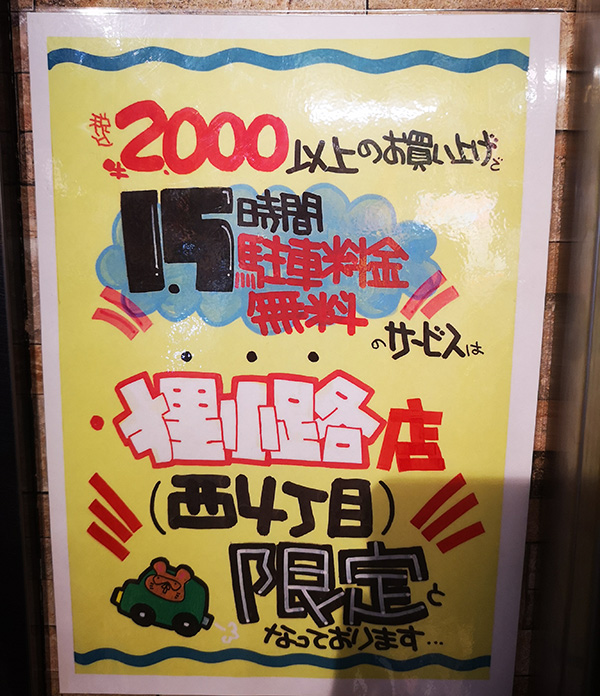 税込¥2000以上のお買い上げで
1.5時間
駐車料金
無料
のサービスは
狸小路店
(西4丁目)
限定と
なっております…